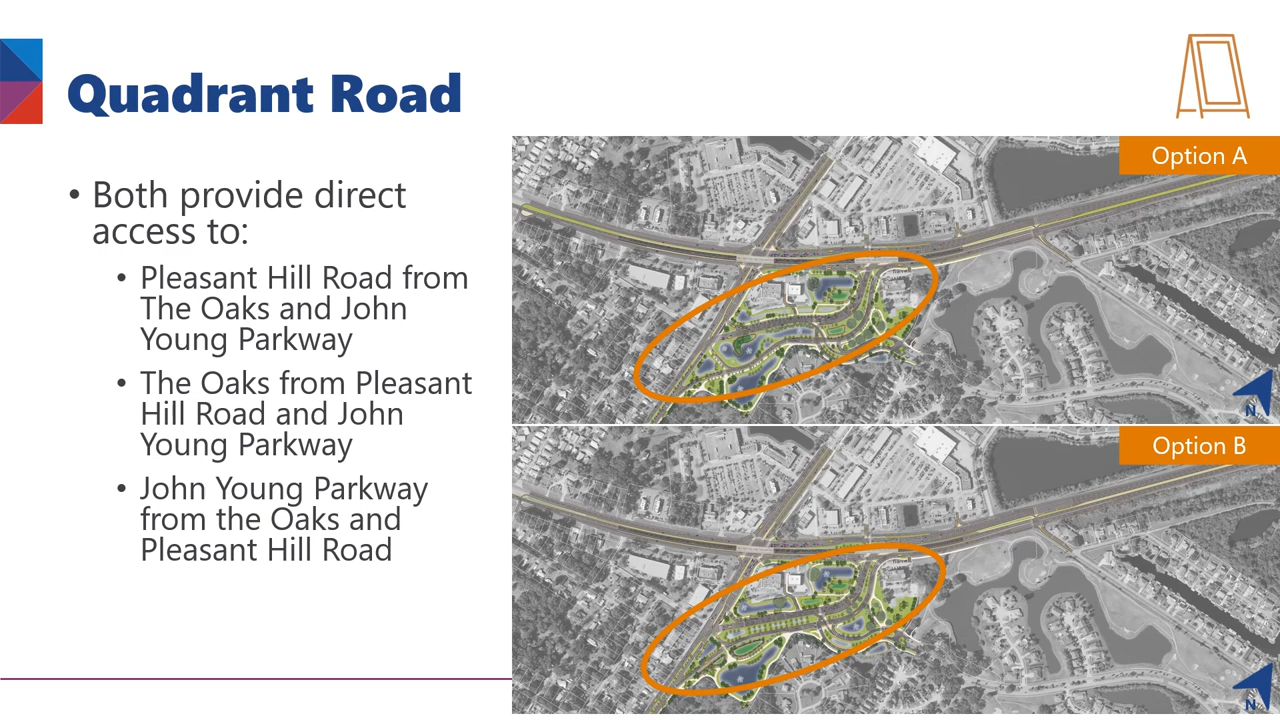 Quadrant Road
• Both provide direct
access to:
• Pleasant Hill Road from
The Oaks and John
Young Parkway
• The Oaks from Pleasant
Hill Road and John
Young Parkway
• John Young Parkway
from the Oaks and
Pleasant Hill Road
Option A
N
Option B
N